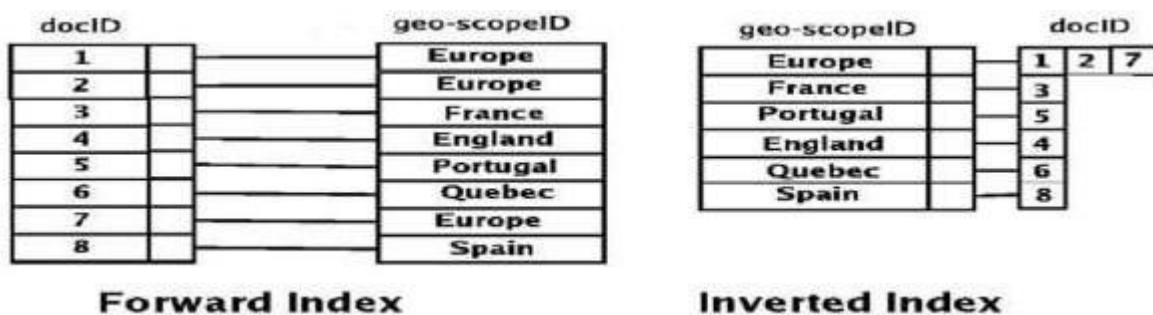 docID geo-scopeID
1 Europe
2 Europe
3 France
4 England
5 Portugal
6 Quebec
7 Europe
8 Spain
Forward Index
geo-scopeID docID
Europe 1 2 7
France 3
Portugal 5
England 4
Quebec 6
Spain 8
Inverted Index